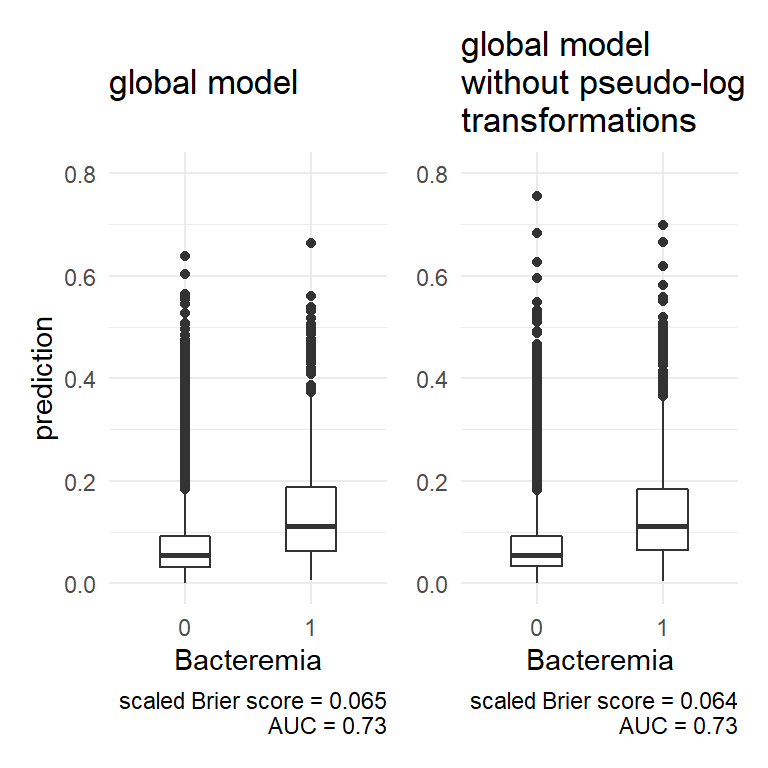 global model
global model
without pseudo-log
transformations
prediction
0.8
0.6
0.4
0.2
0.0
0 1
Bacteremia
scaled Brier score = 0.065
AUC = 0.73
0.8
0.6
0.4
0.2
0.0
0 1
Bacteremia
scaled Brier score = 0.064
AUC = 0.73